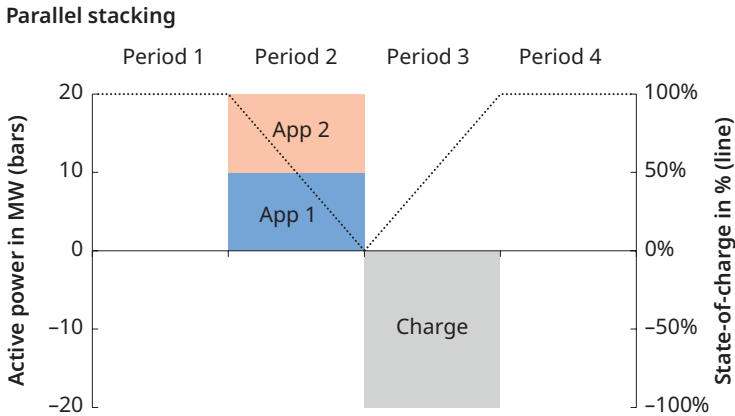 Parallel stacking
Period 1 Period 2 Period 3 Period 4
Active power in MW (bars)
20
10
0
–10
–20
App 2
App 1
Charge
100%
50%
0%
–50%
–100%
State-of-charge in % (line)